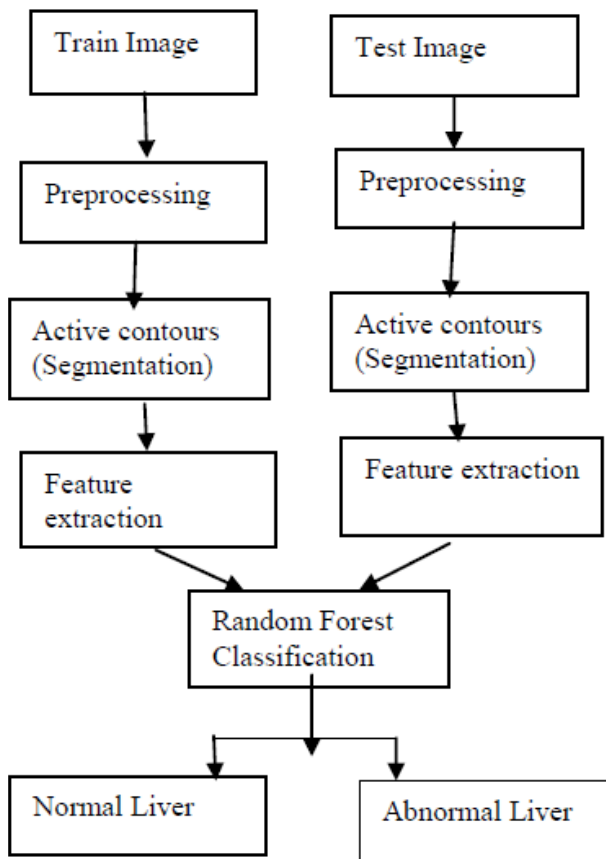 Train Image
Test Image
Preprocessing
Preprocessing
Active contours
(Segmentation)
Active contours
(Segmentation)
Feature
extraction
Feature extraction
Random Forest
Classification
Normal Liver
Abnormal Liver